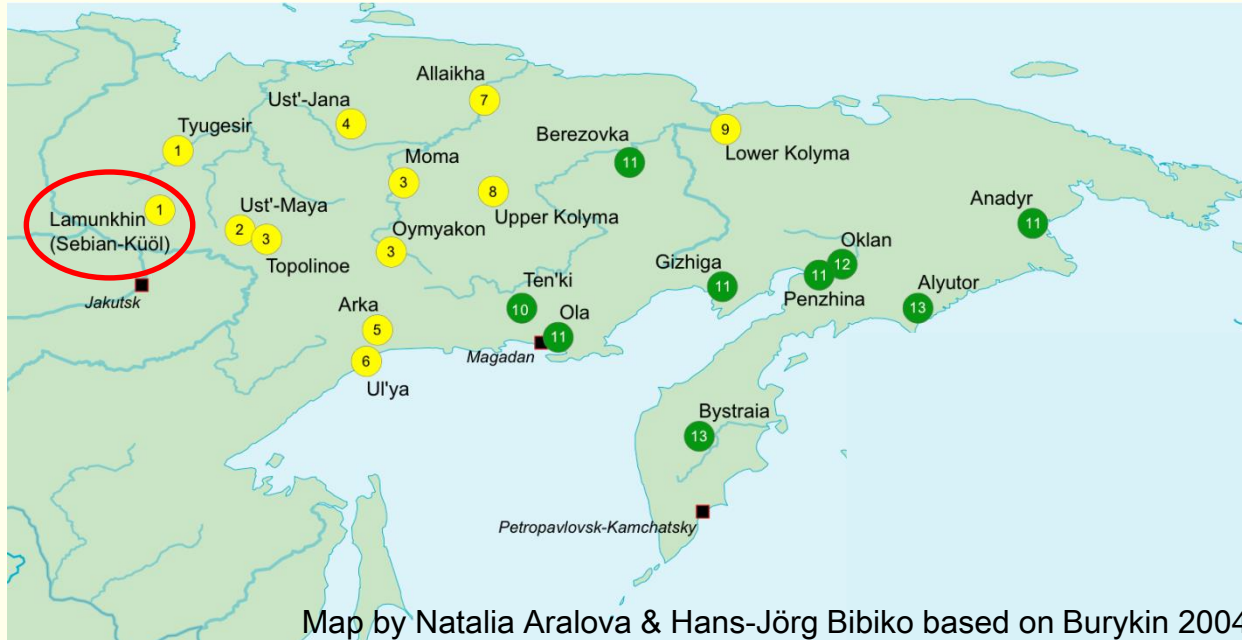 Allaikha
7
Ust'-Jana
4
Tyugesir
1
Berezovka
11
9
Lower Kolyma
Moma
3
8
Upper Kolyma
Lamunkhin
(Sebian-Küöl)
1
Ust'-Maya
2
3
Topolinoe
Oymyakon
3
Anadyr
11
Oklan
12
11
Penzhina
Gizhiga
11
Alyutor
13
Jakutsk
Ten'ki
10
Ola
11
Magadan
Arka
5
6
Ul'ya
Bystraia
13
Petropavlovsk-Kamchatsky
Map by Natalia Aralova & Hans-Jörg Bibiko based on Burykin 2004